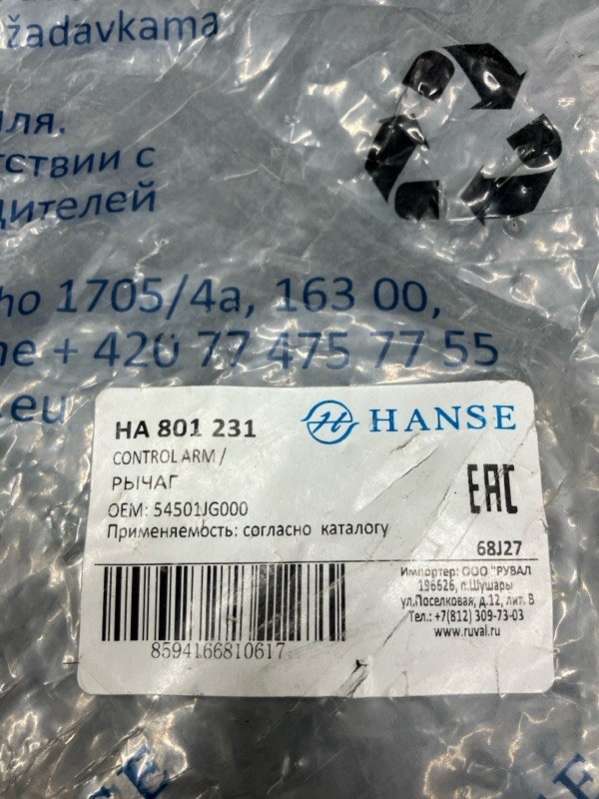 žadavkama
ля.
тствии с
дителей
ho 1705/4a, 163 00,
ne + 420 77 475 77 55
.eu
HA 801 231
HANSE
CONTROL ARM /
РЫЧАГ
OEM: 54501JG000
Применяемость: согласно каталогу
EAC
68J27
Импортер: ООО "РУВАЛ
196626, п.Шушары
ул.Поселковая, д.12, лит. В
Тел.: +7(812) 309-73-03
www.ruval.ru
8594166810617
SE